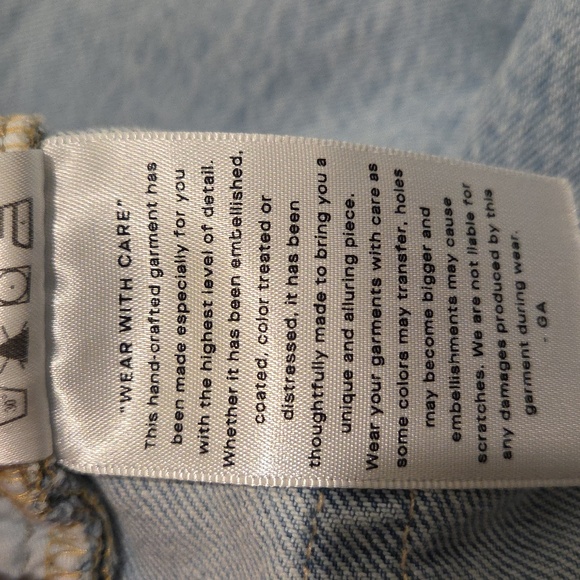 "WEAR WITH CARE"
This hand-crafted garment has
been made especially for you
with the highest level of detail.
Whether it has been embellished,
coated, color treated or
distressed, it has been
thoughtfully made to bring you a
unique and alluring piece.
Wear your garments with care as
some colors may transfer, holes
may become bigger and
embellishments may cause
scratches. We are not liable for
any damages produced by this
garment during wear.
- GA
30°